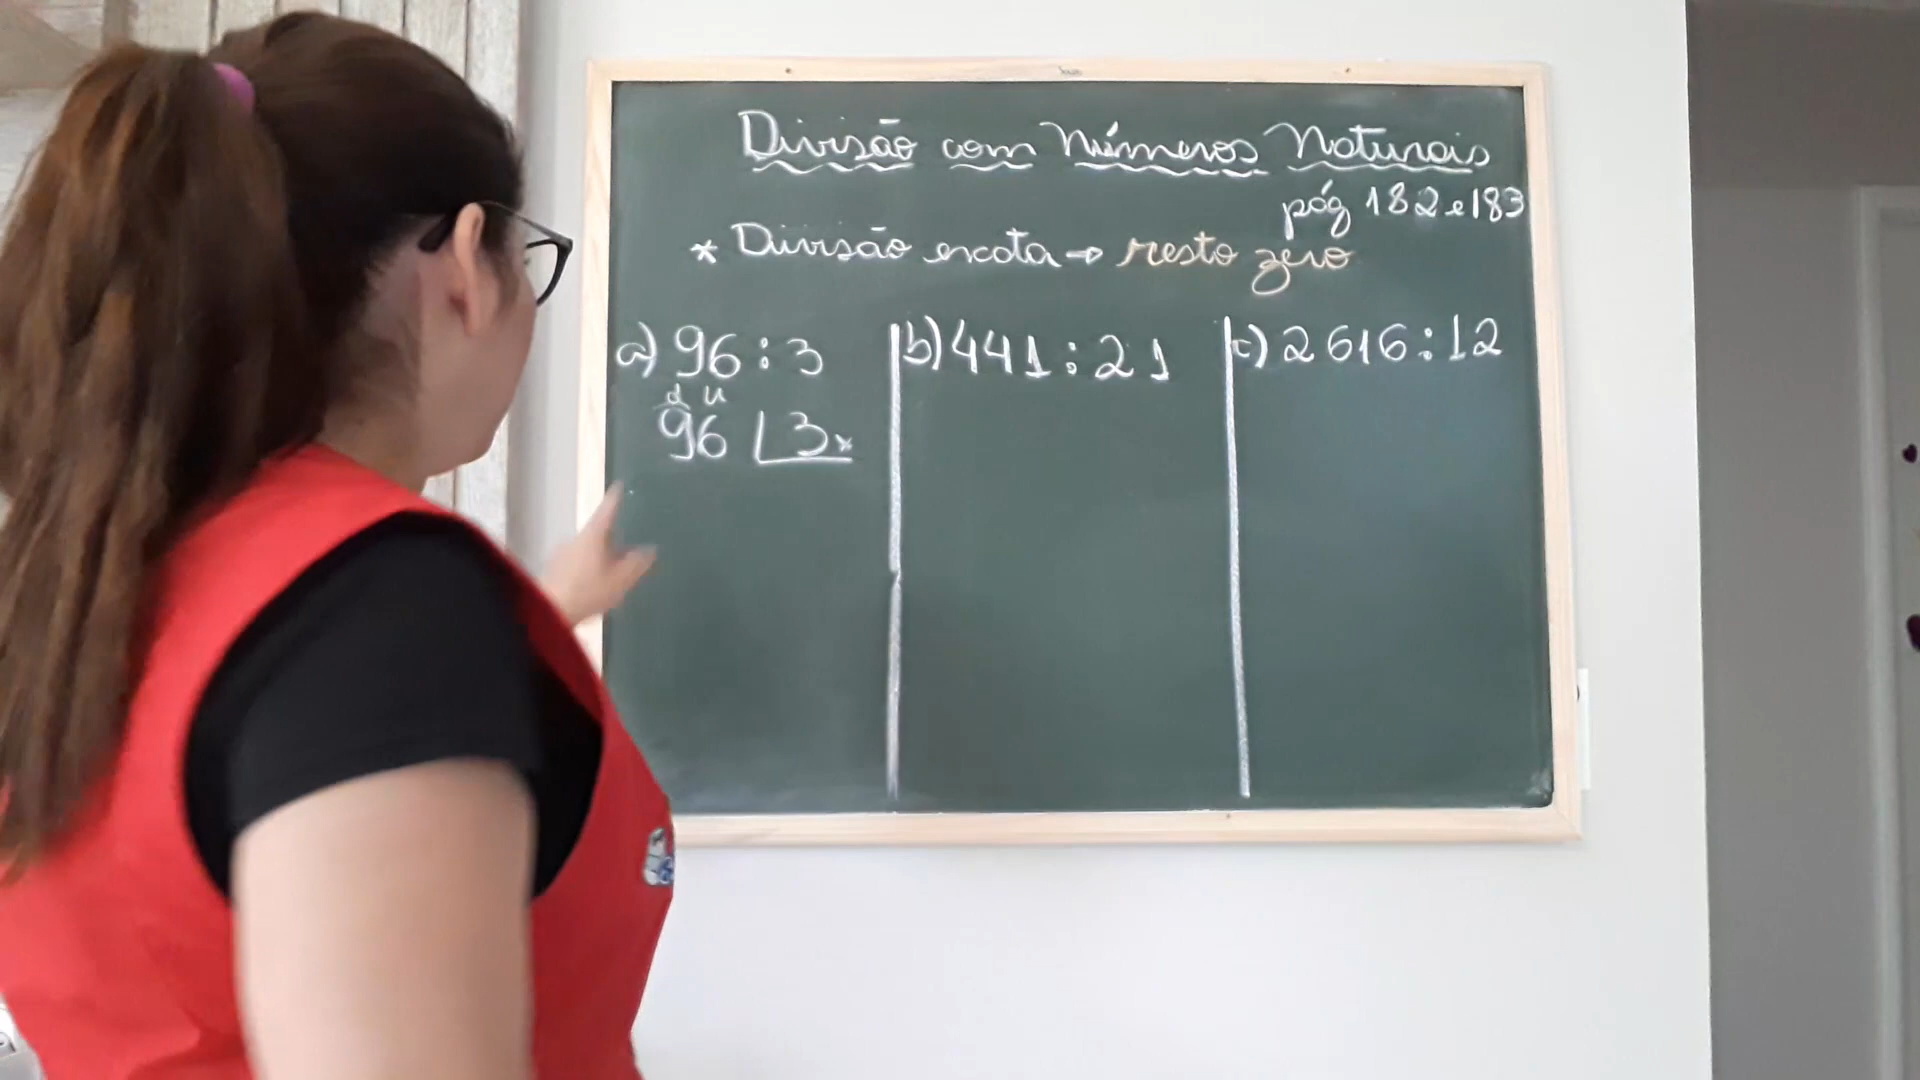 Divisão com Números Naturais
pág 182 e 183
* Divisão exata → resto zero
a) 96 : 3
d u
96 3 *
b) 441 : 21
c) 2616 : 12